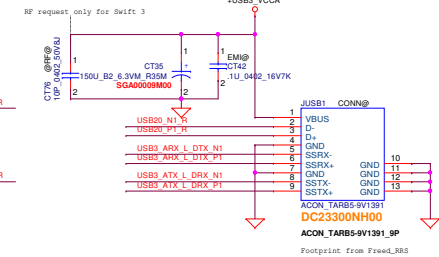 +USB3_VCCA
RF request only for Swift 3
@RF@
CT76
10P_0402_50V8J
1
2
1
CT35
+
150U_B2_6.3VM_R35M
SGA00009M00
2
1
EMI@
CT42
.1U_0402_16V7K
2
JUSB1 CONN@
USB20_N1_R
USB20_P1_R
USB3_ARX_L_DTX_N1
USB3_ARX_L_DTX_P1
USB3_ATX_L_DRX_N1
USB3_ATX_L_DRX_P1
1 VBUS
2 D-
3 D+
4 GND
5 SSRX-
6 SSRX+ GND 10
7 GND GND 11
8 SSTX- GND 12
9 SSTX+ GND 13
ACON_TARB5-9V1391
DC23300NH00
ACON_TARB5-9V1391_9P
Footprint from Freed_RRS
R
R